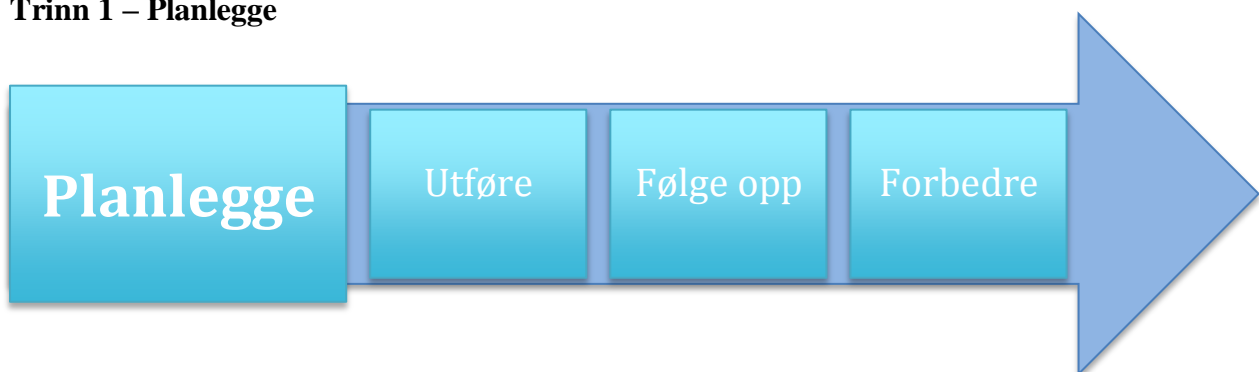 Trinn 1 – Planlegge
Planlegge
Utføre
Følge opp
Forbedre